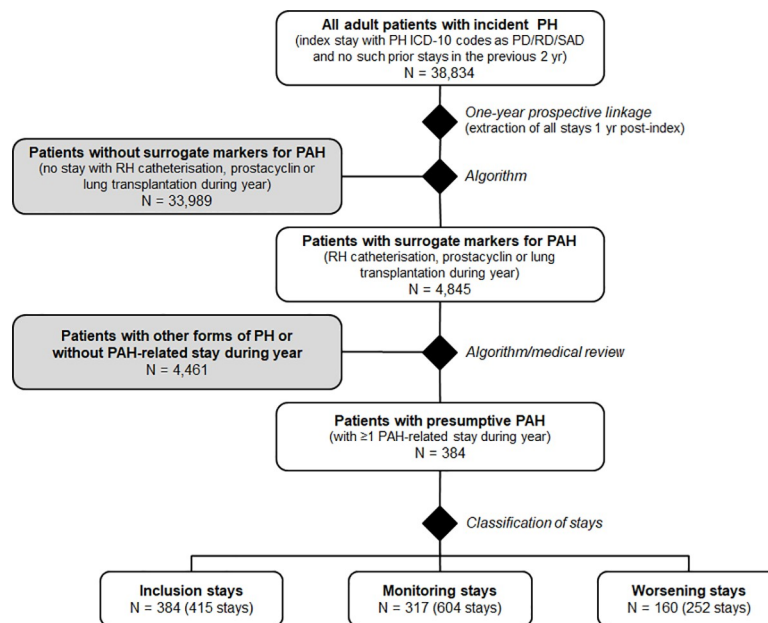 All adult patients with incident PH
(index stay with PH ICD-10 codes as PD/RD/SAD
and no such prior stays in the previous 2 yr)
N = 38,834
One-year prospective linkage
(extraction of all stays 1 yr post-index)
Patients without surrogate markers for PAH
(no stay with RH catheterisation, prostacyclin or
lung transplantation during year)
N = 33,989
Algorithm
Patients with surrogate markers for PAH
(RH catheterisation, prostacyclin or lung
transplantation during year)
N = 4,845
Patients with other forms of PH or
without PAH-related stay during year
N = 4,461
Algorithm/medical review
Patients with presumptive PAH
(with ≥1 PAH-related stay during year)
N = 384
Classification of stays
Inclusion stays
N = 384 (415 stays)
Monitoring stays
N = 317 (604 stays)
Worsening stays
N = 160 (252 stays)